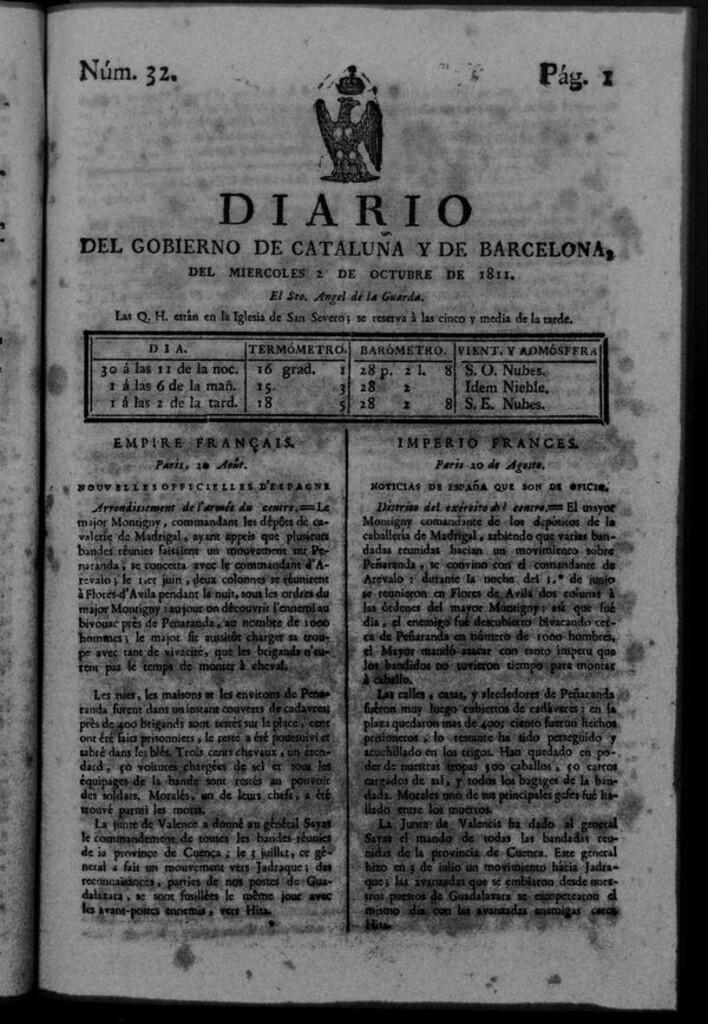 Núm. 32.
Pág. 1
DIARIO
DEL GOBIERNO DE CATALUÑA Y DE BARCELONA,
DEL MIERCOLES 2 DE OCTUBRE DE 1811.
El Sto. Angel de la Guarda.
Las Q. H. están en la Iglesia de San Severo; se reserva à las cinco y media de la tarde.
DIA. TERMÓMETRO. BARÓMETRO. VIENT. Y ADMÓSFERA
30 á las 11 de la noc. 16 grad. 1 28 p. 2 l. 8 S. O. Nubes.
1 á las 6 de la mañ. 15. 3 28 2 Idem Nieble.
1 á las 2 de la tard. 18 5 28 2 8 S. E. Nubes.
EMPIRE FRANÇAIS.
Paris, 20 Août.
NOUVELLES OFFICIELLES D'ESPAGNE
Arrondissement de l'armée du centre.=Le
major Montigny, commandant les dépôts de ca-
valerie de Madrigal, ayant appris que plusieurs
bandes réunies faisaient un mouvement sur Pe-
naranda, se concerta avec le commandant d'A-
revalo; le 1.er juin, deux colonnes se réunirent
à Flores-d'Avila pendant la nuit, sous les ordres du
major Montigny: au jour on découvrit l'ennemi au
bivouac près de Penaranda, au nombre de 1000
hommes; le major fit aussitôt charger sa trou-
pe avec tant de vivacité, que les brigands n'eu-
rent pas le temps de monter à cheval.
Les rues, les maisons et les environs de Pena-
randa furent dans un instant couverts de cadavres;
près de 400 brigands sont restés sur la place, cent
ont été faits prisonniers, le reste a été poursuivi et
sabré dans les blés. Trois cents chevaux, un éten-
dard, 50 voitures chargées de sel et tous les
équipages de la bande sont restés au pouvoir
des soldats. Moralés, un de leurs chefs, a été
trouvé parmi les morts.
La junte de Valence a donné au général Sayas
le commandement de toutes les bandes réunies
de la province de Cuença; le 3 juillet, ce gé-
néral a fait un mouvement vers Jadraque; des
reconnaisances, parties de nos postes de Gua-
dalaxara, se sont fusillées le même jour avec
les avant-postes ennemis, vers Hita.
IMPERIO FRANCES.
Paris 20 de Agosto.
NOTICIAS DE ESPAÑA QUE SON DE OFICIO.
Distrito del exército del centro.= El mayor
Montigny comandante de los depósitos de la
caballería de Madrigal, sabiendo que varias ban-
dadas reunidas hacian un movimiento sobre
Peñaranda, se convino con el comandante de
Arevalo: durante la noche del 1.º de junio
se reunieron en Flores de Avila dos colunas á
las órdenes del mayor Montigny: así que fué
dia, el enemigo fué descubierto bivacando cer-
ca de Peñaranda en número de 1000 hombres,
el Mayor mandó atacar con tanto ímpetu que
los bandidos no tuvieron tiempo para montar
á caballo.
Las calles, casas, y alrededores de Peñaranda
fuéron muy luego cubiertos de cadáveres: en la
plaza quedaron mas de 400; ciento fueron hechos
prisioneros, lo restante ha sido perseguido y
acuchillado en los trigos. Han quedado en po-
der de nuestras tropas 300 caballos, 50 carros
cargados de sal, y todos los bagages de la ban-
dada. Morales uno de sus principales gefes fué ha-
llado entre los muertos.
La Junta de Valencia ha dado al general
Sayas el mando de todas las bandadas reu-
nidas de la provincia de Cuenca. Este general
hizo en 3 de julio un movimiento hàcia Jadra-
que; las avanzadas que se embiaron desde nues-
tros puestos de Guadalaxara se escopetearon el
mismo dia con las avanzadas enemigas cerca
Hita.